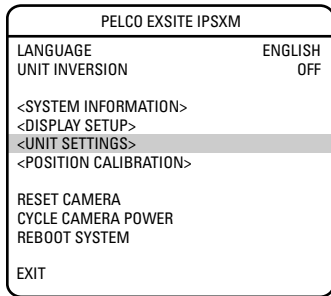 PELCO EXSITE IPSXM
LANGUAGE ENGLISH
UNIT INVERSION OFF
<SYSTEM INFORMATION>
<DISPLAY SETUP>
<UNIT SETTINGS>
<POSITION CALIBRATION>
RESET CAMERA
CYCLE CAMERA POWER
REBOOT SYSTEM
EXIT